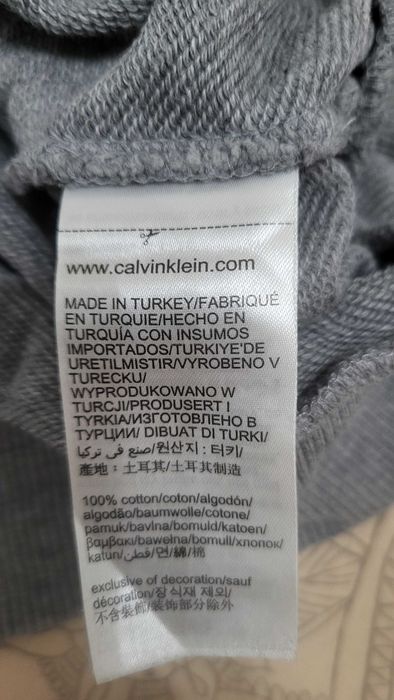 www.calvinklein.com
MADE IN TURKEY/FABRIQUÉ
EN TURQUIE/HECHO EN
TURQUÍA CON INSUMOS
IMPORTADOS/TURKIYE'DE
URETILMISTIR/VYROBENO V
TURECKU/
WYPRODUKOWANO W
TURCJI/PRODUSERT I
TYRKIA/ИЗГОТОВЛЕНО В
ТУРЦИИ/ DIBUAT DI TURKI/
صنع في تركيا/원산지 : 터키/
產地：土耳其/土耳其制造
100% cotton/coton/algodón/
algodão/baumwolle/cotone/
pamuk/bavlna/bomuld/katoen/
βαμβακι/bawełna/bomull/хлопок/
katun/قطن/면/綿/棉
exclusive of decoration/sauf
décoration/장식재 제외/
不含裝飾/装饰部分除外